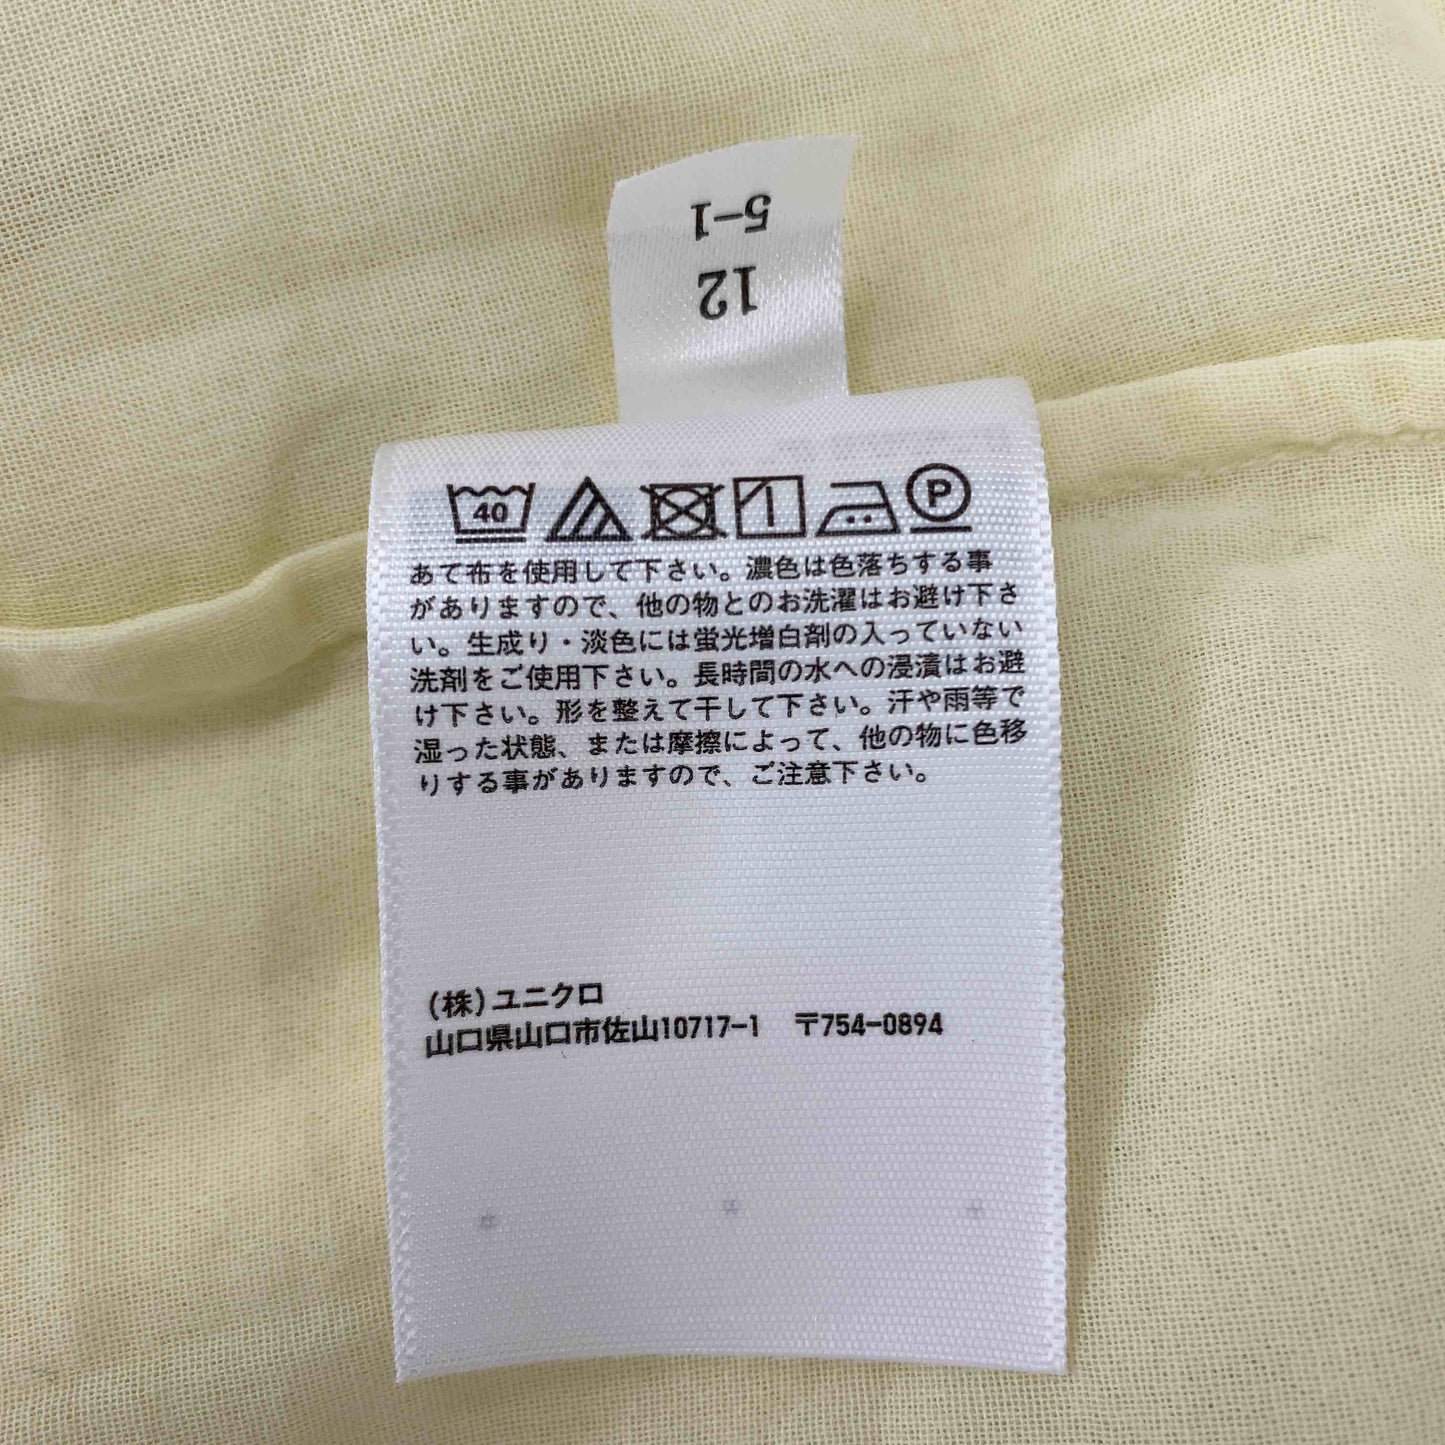 5-1
12
40 P
あて布を使用して下さい。濃色は色落ちする事
がありますので、他の物とのお洗濯はお避け下さ
い。生成り・淡色には蛍光増白剤の入っていない
洗剤をご使用下さい。長時間の水への浸漬はお避
け下さい。形を整えて干して下さい。汗や雨等で
湿った状態、または摩擦によって、他の物に色移
りする事がありますので、ご注意下さい。
(株)ユニクロ
山口県山口市佐山10717-1 〒754-0894